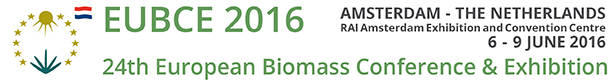 EUBCE 2016
AMSTERDAM - THE NETHERLANDS
RAI Amsterdam Exhibition and Convention Centre
6 - 9 JUNE 2016
24th European Biomass Conference & Exhibition